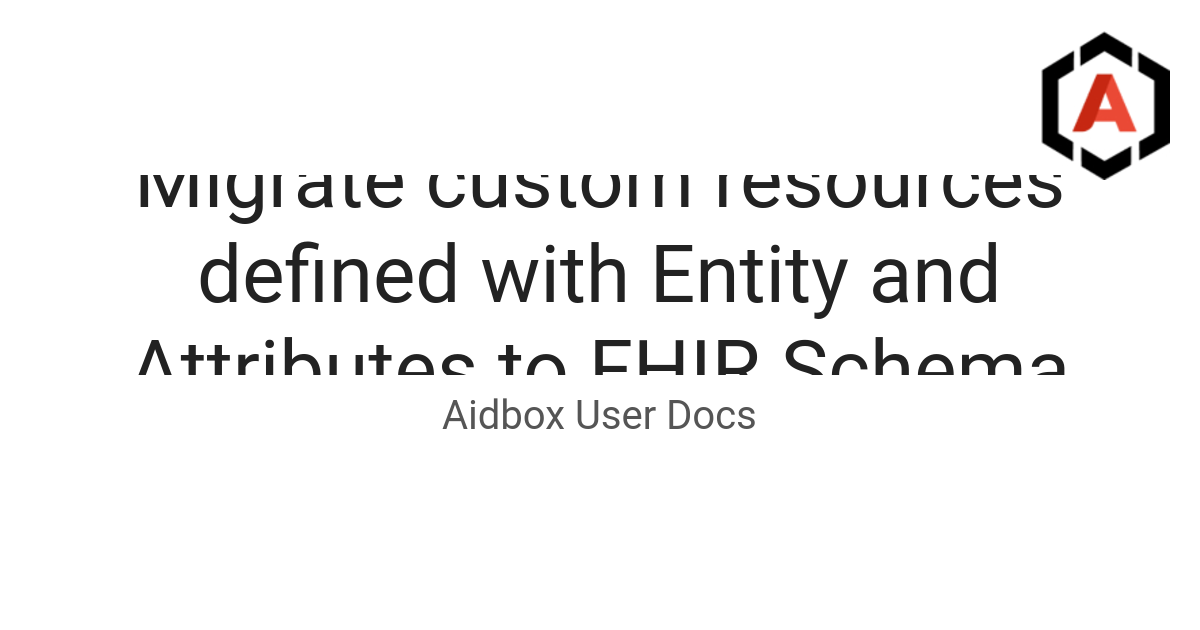 Migrate custom resources
defined with Entity and
Attributes to FHIR Schema
Aidbox User Docs
A